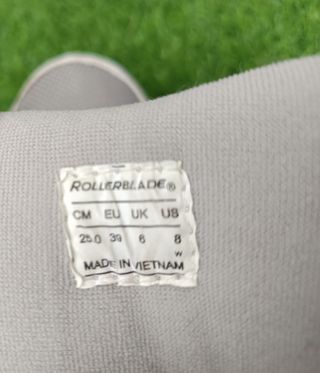 ROLLERBLADE®
CM EU UK US
25.0 39 6 8
W
MADE IN VIETNAM